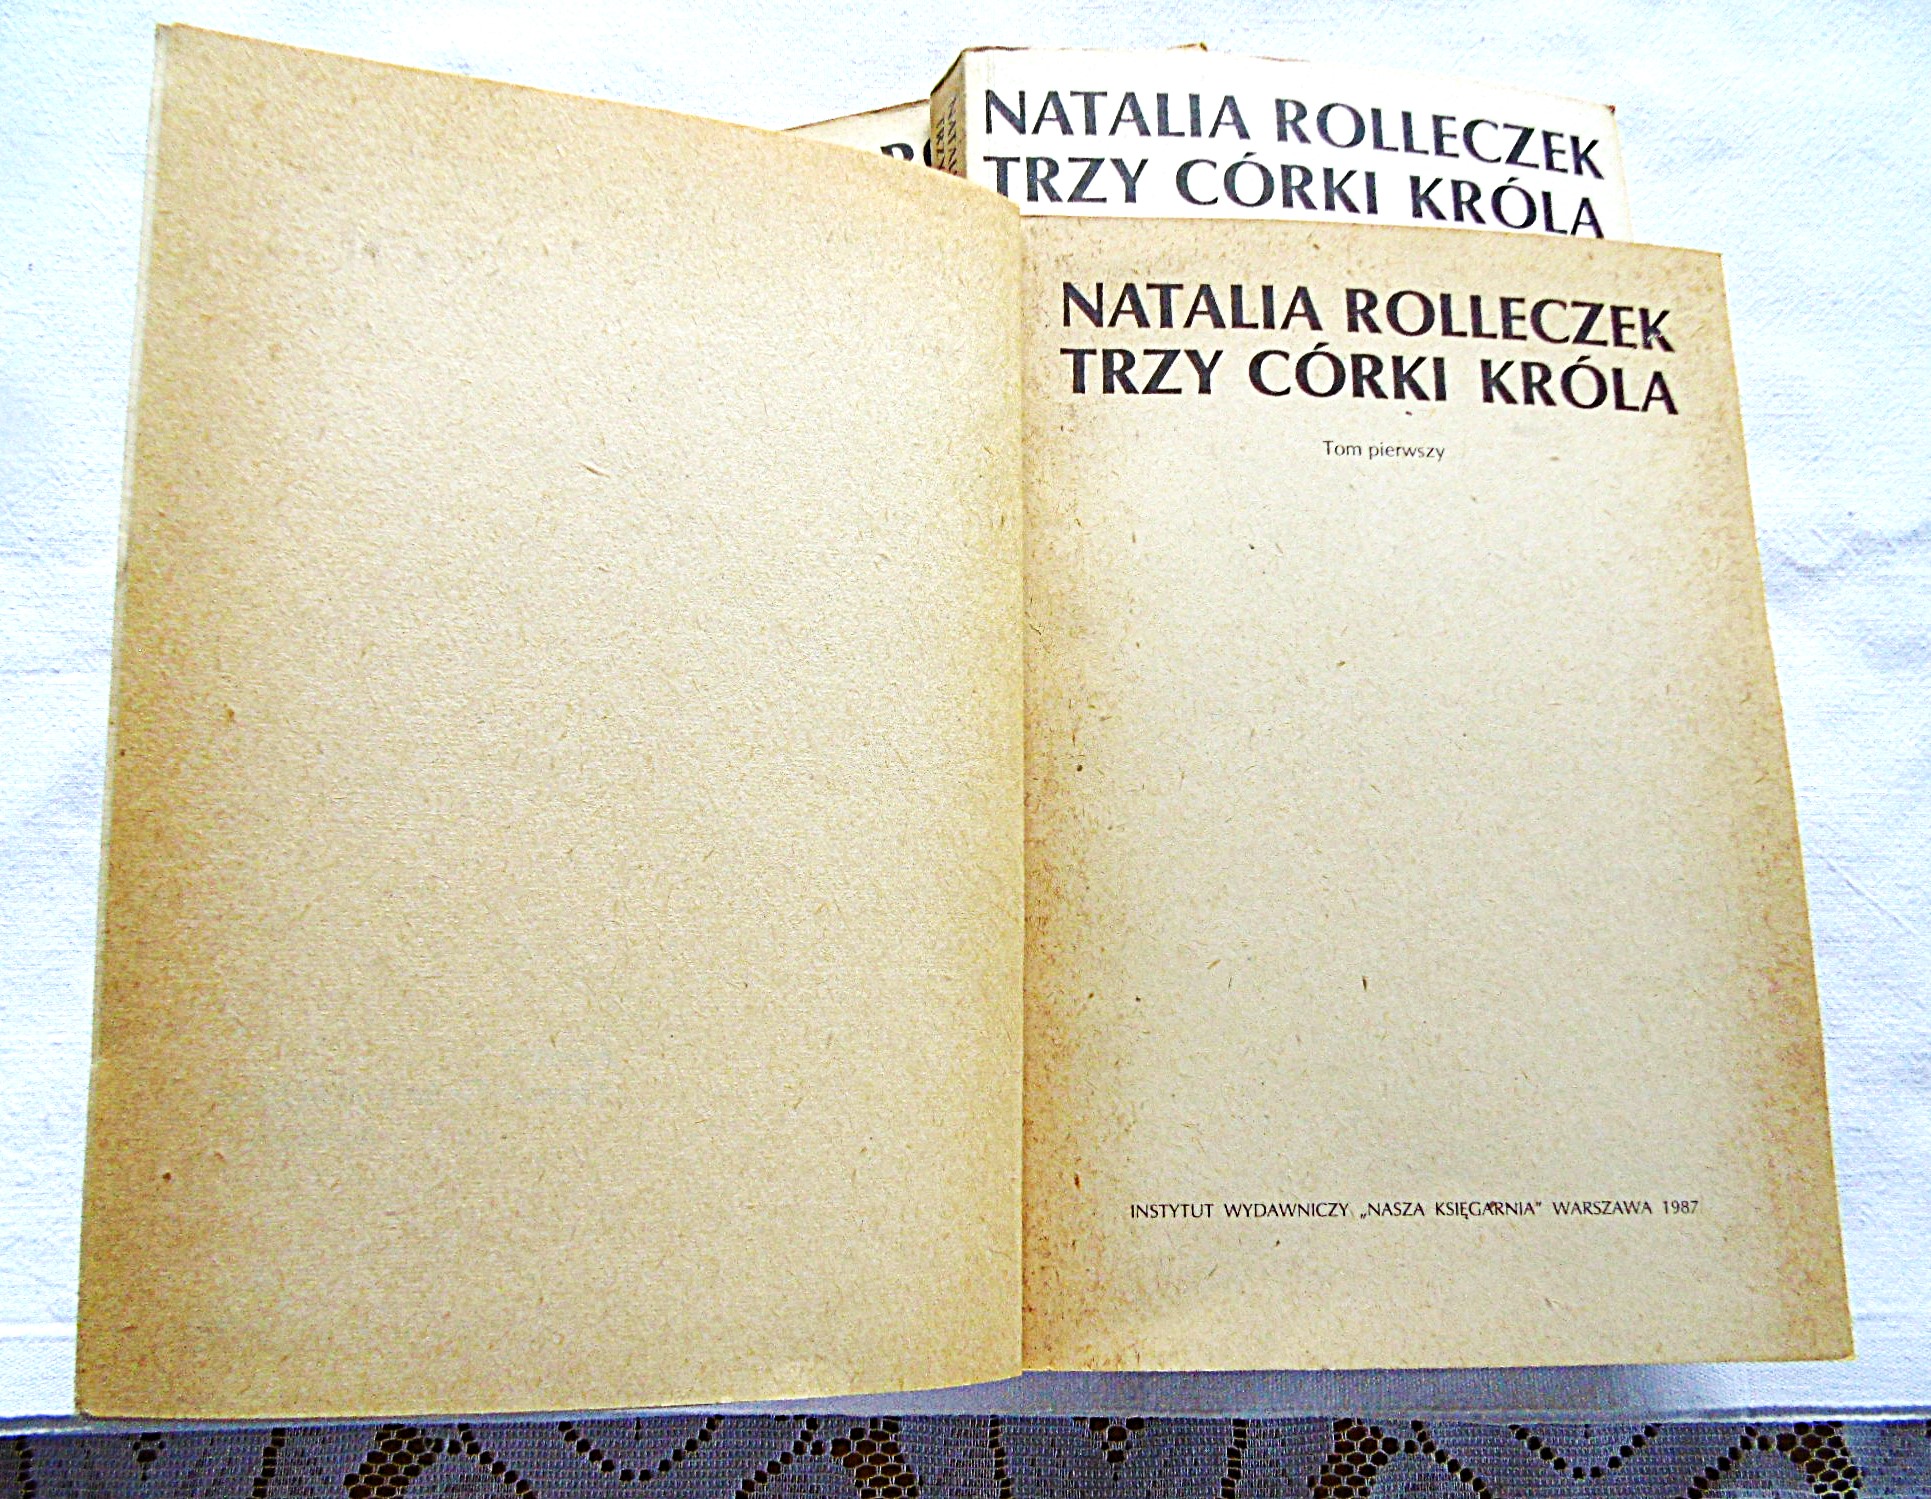 NATALIA ROLLECZEK
TRZY CÓRKI KRÓLA
NATALIA ROLLECZEK
TRZY CÓRKI KRÓLA
Tom pierwszy
INSTYTUT WYDAWNICZY „NASZA KSIĘGARNIA” WARSZAWA 1987